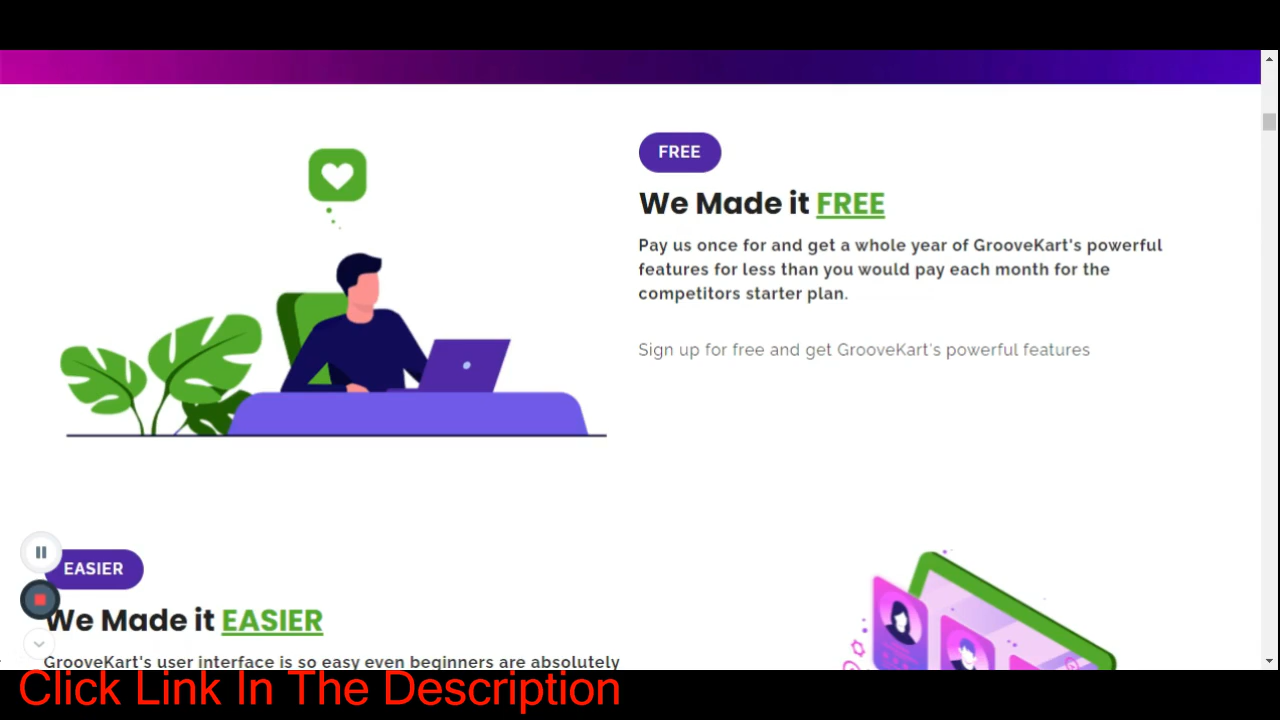 FREE
We Made it FREE
Pay us once for and get a whole year of GrooveKart's powerful
features for less than you would pay each month for the
competitors starter plan.
Sign up for free and get GrooveKart's powerful features
EASIER
We Made it EASIER
GrooveKart's user interface is so easy even beginners are absolutely
Click Link In The Description